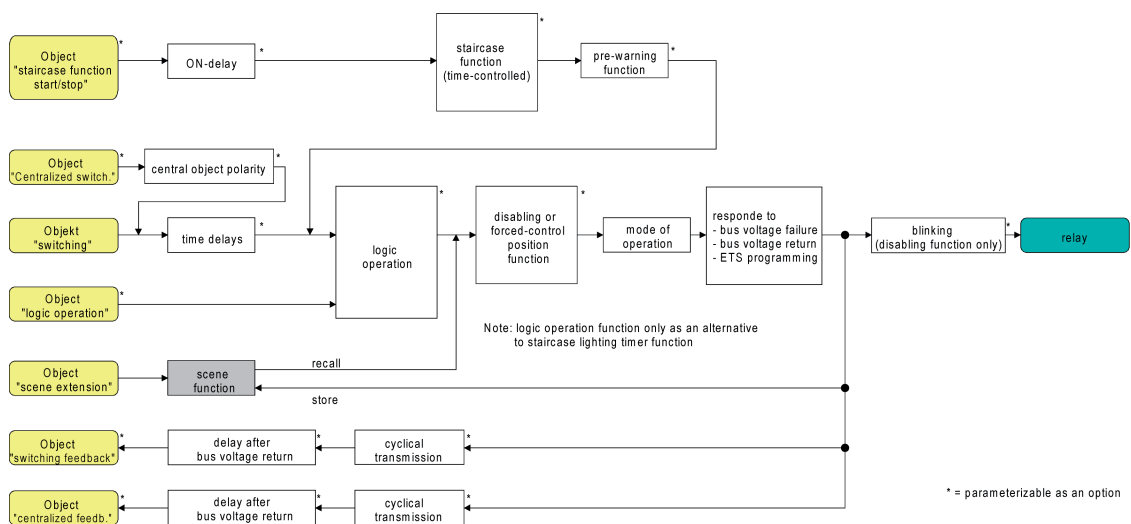 Object
"staircase function
start/stop"
*
ON-delay
*
staircase
function
(time-controlled)
*
pre-warning
function
*
Object
"Centralized switch."
*
central object polarity
*
Objekt
"switching"
time delays
*
logic
operation
*
disabling or
forced-control
position
function
*
mode of
operation
responde to
- bus voltage failure
- bus voltage return
- ETS programming
blinking
(disabling function only)
*
relay
Object
"logic operation"
*
Note: logic operation function only as an alternative
to staircase lighting timer function
Object
"scene extension"
scene
function
recall
store
Object
"switching feedback"
*
delay after
bus voltage return
*
cyclical
transmission
*
Object
"centralized feedb."
*
delay after
bus voltage return
*
cyclical
transmission
*
* = parameterizable as an option